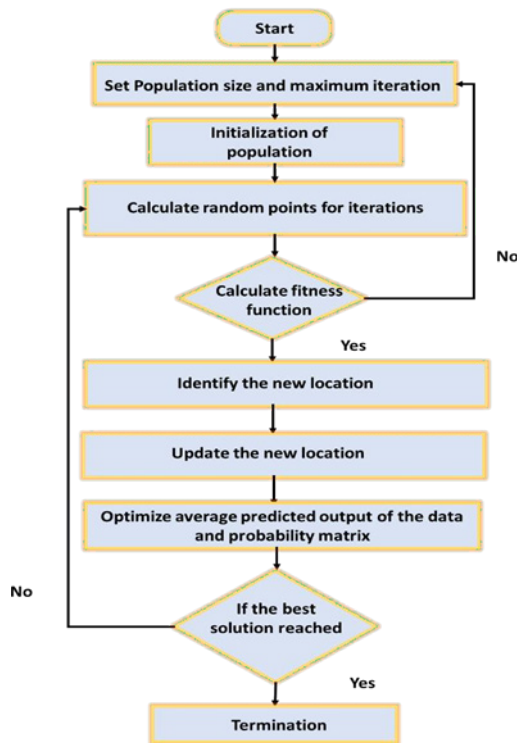 Start
Set Population size and maximum iteration
Initialization of
population
Calculate random points for iterations
No
Calculate fitness
function
Yes
Identify the new location
Update the new location
Optimize average predicted output of the data
and probability matrix
No
If the best
solution reached
Yes
Termination